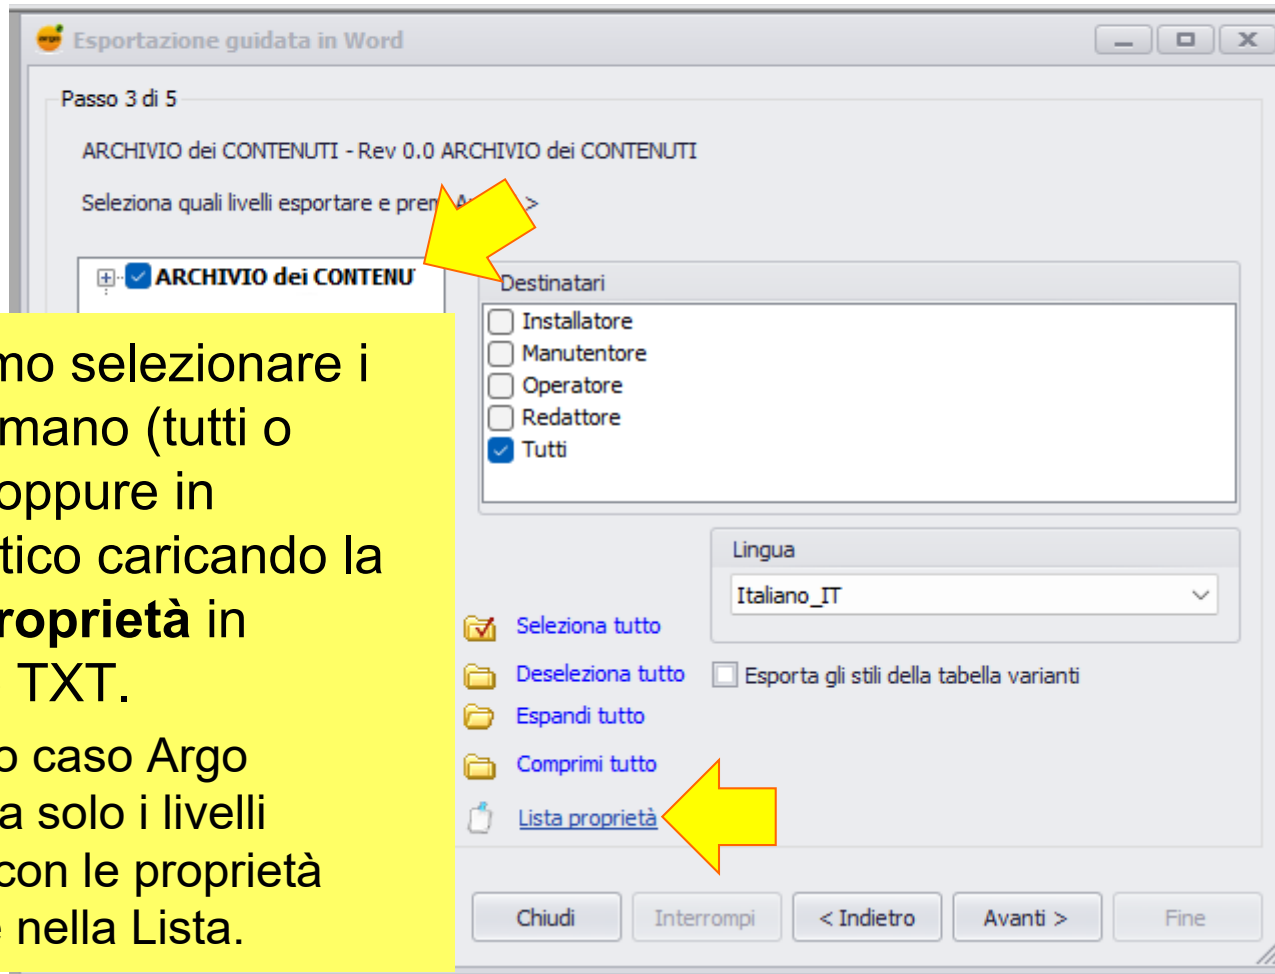 Esportazione guidata in Word
Passo 3 di 5
ARCHIVIO dei CONTENUTI - Rev 0.0 ARCHIVIO dei CONTENUTI
Seleziona quali livelli esportare e prem >
ARCHIVIO dei CONTENU
Destinatari
Installatore
Manutentore
Operatore
Redattore
Tutti
mo selezionare i
mano (tutti o
oppure in
tico caricando la
roprietà in
TXT.
o caso Argo
a solo i livelli
con le proprietà
e nella Lista.
Lingua
Italiano_IT
Seleziona tutto
Deseleziona tutto
Esporta gli stili della tabella varianti
Espandi tutto
Comprimi tutto
Lista proprietà
Chiudi
Interrompi
< Indietro
Avanti >
Fine